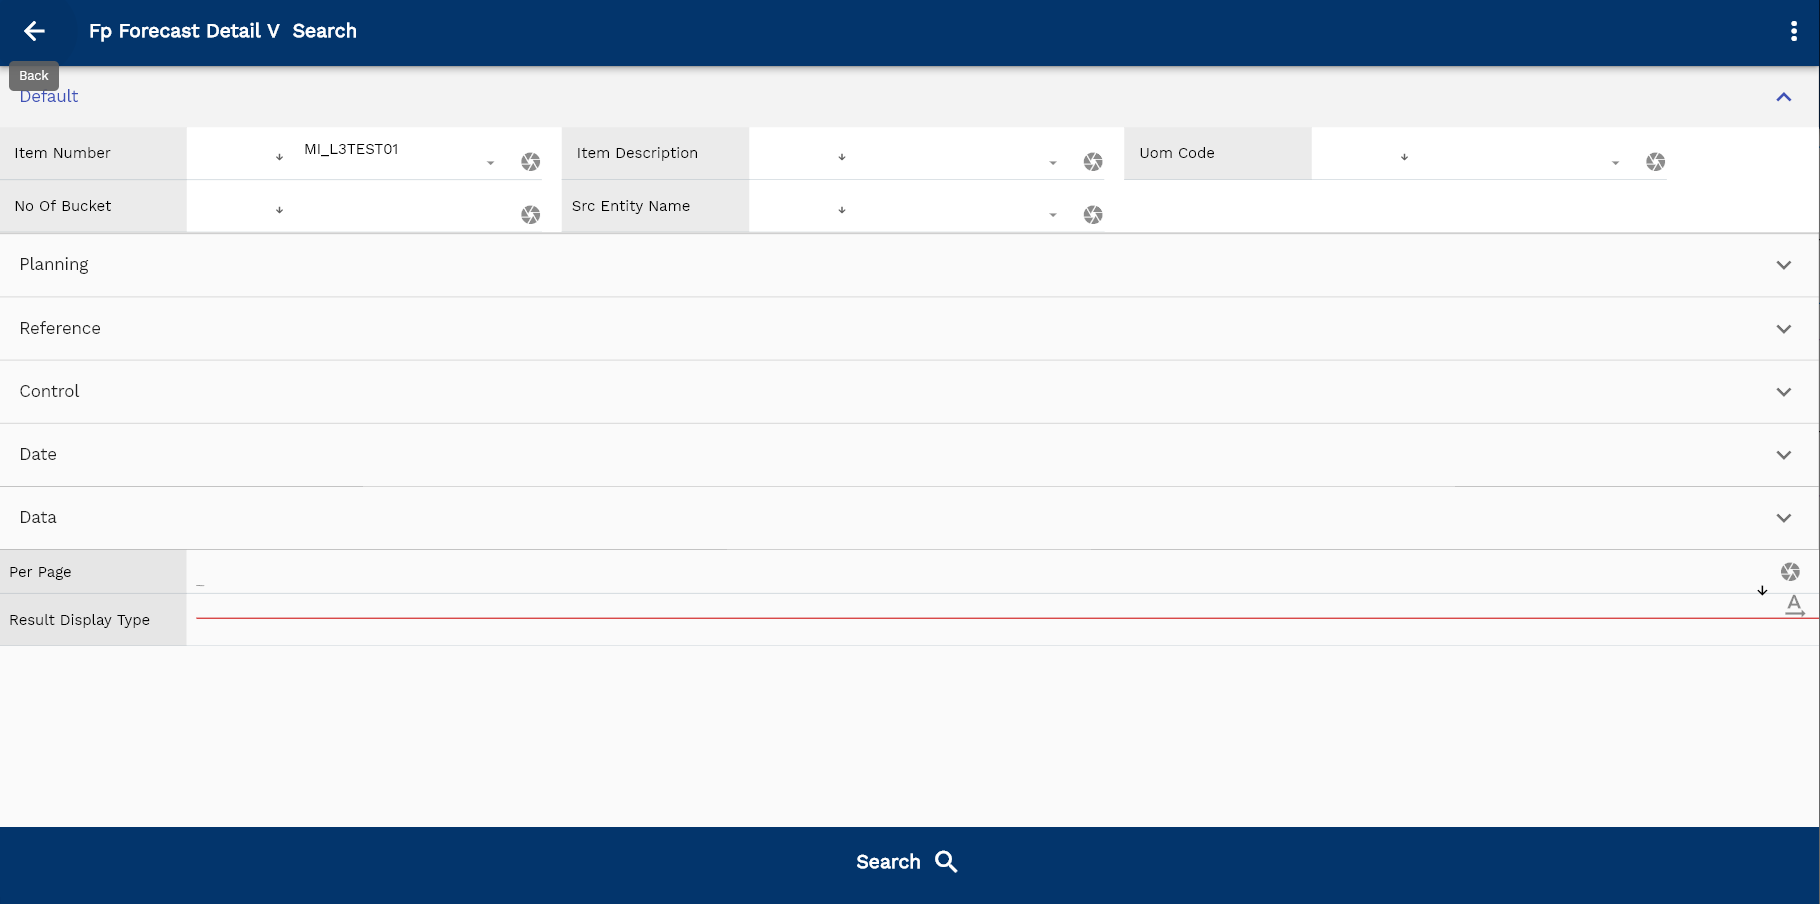 Fp Forecast Detail V Search
Back
Default
Item Number MI_L3TEST01 Item Description Uom Code
No Of Bucket Src Entity Name
Planning
Reference
Control
Date
Data
Per Page
Result Display Type
Search